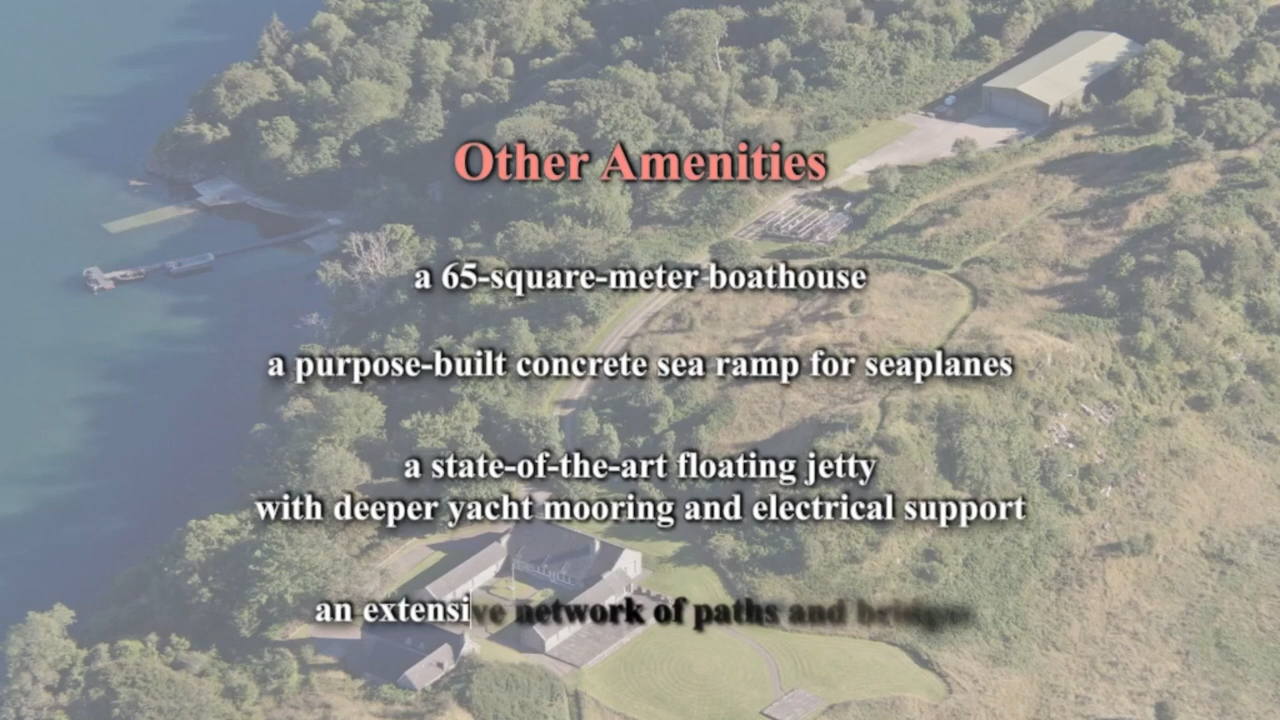 Other Amenities
a 65-square-meter boathouse
a purpose-built concrete sea ramp for seaplanes
a state-of-the-art floating jetty
with deeper yacht mooring and electrical support
an extensive network of paths and